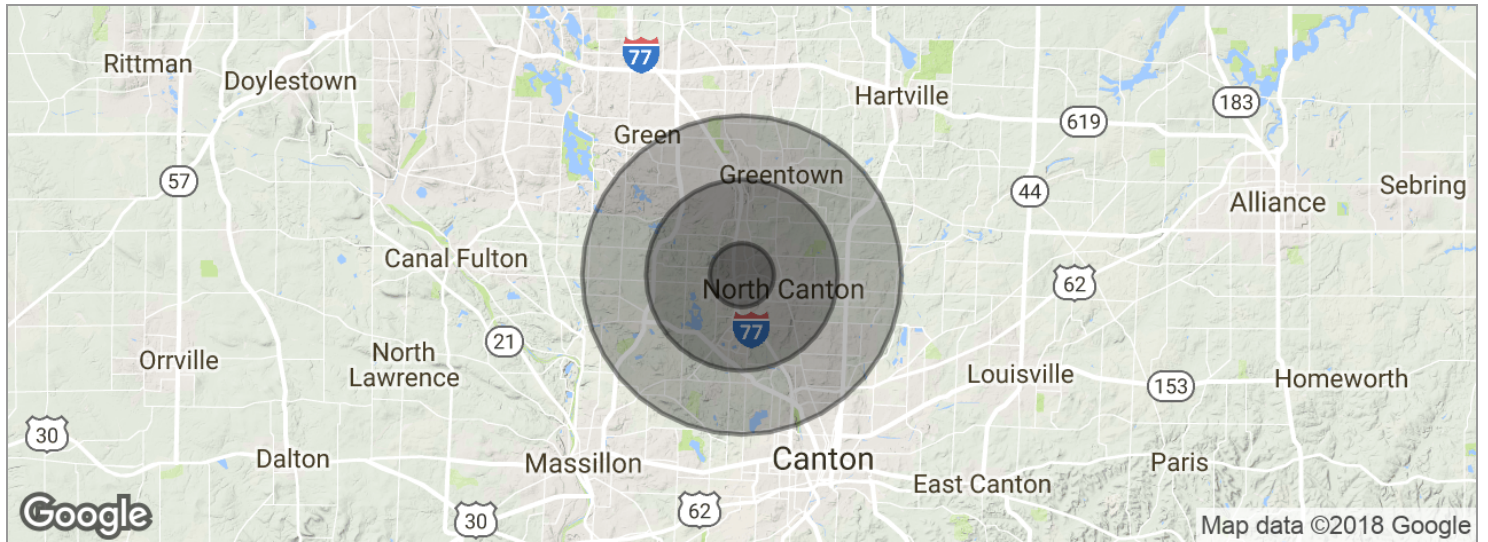 77
Rittman
Doylestown
Hartville
183
619
Green
Greentown
57
44
Sebring
Alliance
Canal Fulton
62
North Canton
77
21
Orrville
North
Lawrence
Louisville
153
Homeworth
30
Dalton
Massillon
Canton
Paris
East Canton
62
30
Google
Map data ©2018 Google